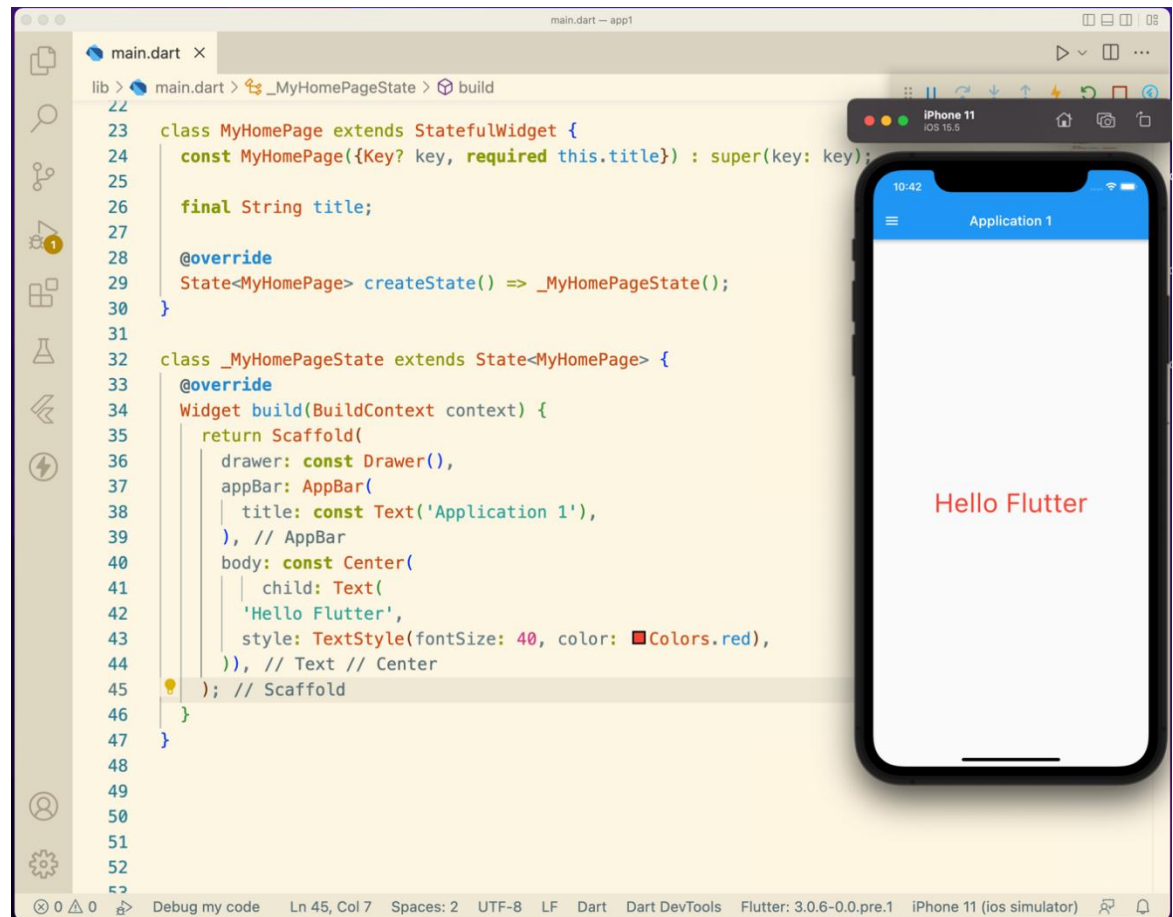 main.dart — app1
main.dart
lib > main.dart > _MyHomePageState > build
22
23 class MyHomePage extends StatefulWidget {
24 const MyHomePage({Key? key, required this.title}) : super(key: key);
25
26 final String title;
27
28 @override
29 State<MyHomePage> createState() => _MyHomePageState();
30 }
31
32 class _MyHomePageState extends State<MyHomePage> {
33 @override
34 Widget build(BuildContext context) {
35 return Scaffold(
36 drawer: const Drawer(),
37 appBar: AppBar(
38 title: const Text('Application 1'),
39 ), // AppBar
40 body: const Center(
41 child: Text(
42 'Hello Flutter',
43 style: TextStyle(fontSize: 40, color: Colors.red),
44 )), // Text // Center
45 ); // Scaffold
46 }
47 }
48
49
50
51
52
53
1
iPhone 11
iOS 15.5
10:42
Application 1
Hello Flutter
0 0 Debug my code Ln 45, Col 7 Spaces: 2 UTF-8 LF Dart Dart DevTools Flutter: 3.0.6-0.0.pre.1 iPhone 11 (ios simulator)